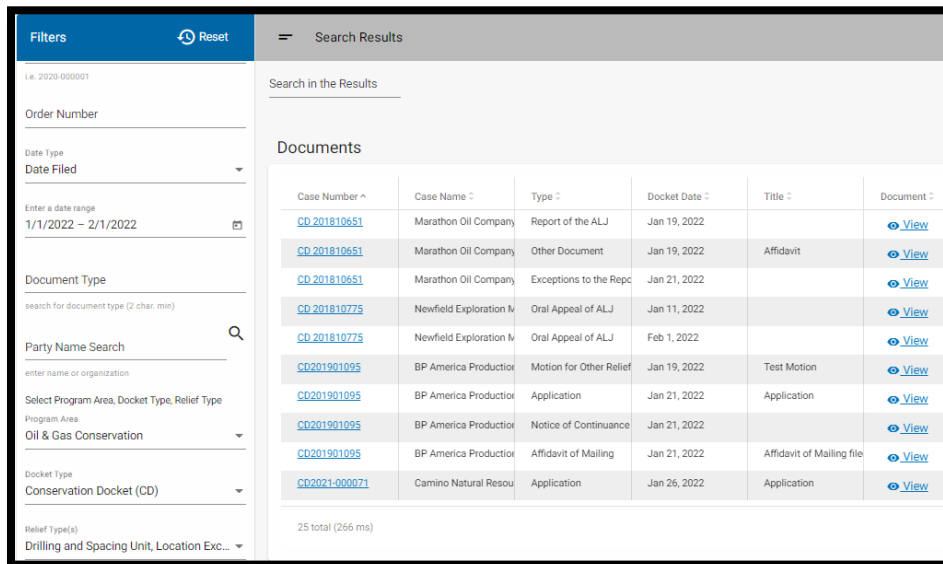 Filters
Reset
Search Results
i.e. 2020-000001
Search in the Results
Order Number
Date Type
Date Filed
Enter a date range
1/1/2022 – 2/1/2022
Document Type
search for document type (2 char. min)
Party Name Search
enter name or organization
Select Program Area, Docket Type, Relief Type
Program Area
Oil & Gas Conservation
Docket Type
Conservation Docket (CD)
Relief Type(s)
Drilling and Spacing Unit, Location Exc...
Documents
Case Number Case Name Type Docket Date Title Document
CD 201810651 Marathon Oil Company Report of the ALJ Jan 19, 2022 View
CD 201810651 Marathon Oil Company Other Document Jan 19, 2022 Affidavit View
CD 201810651 Marathon Oil Company Exceptions to the Repo Jan 21, 2022 View
CD 201810775 Newfield Exploration M Oral Appeal of ALJ Jan 11, 2022 View
CD 201810775 Newfield Exploration M Oral Appeal of ALJ Feb 1, 2022 View
CD201901095 BP America Production Motion for Other Relief Jan 19, 2022 Test Motion View
CD201901095 BP America Production Application Jan 21, 2022 Application View
CD201901095 BP America Production Notice of Continuance Jan 21, 2022 View
CD201901095 BP America Production Affidavit of Mailing Jan 21, 2022 Affidavit of Mailing file View
CD2021-000071 Camino Natural Resou Application Jan 26, 2022 Application View
25 total (266 ms)